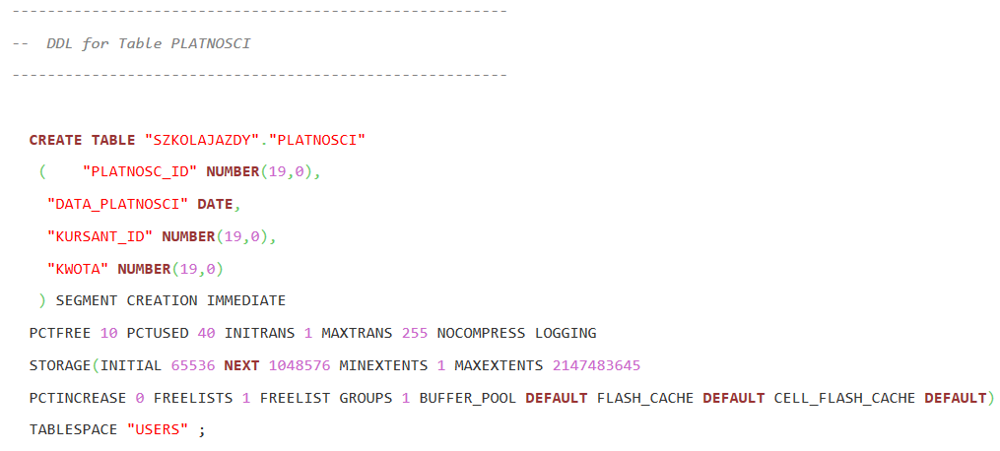 --------------------------------------------------------
--  DDL for Table PLATNOSCI
--------------------------------------------------------
CREATE TABLE "SZKOLAJAZDY"."PLATNOSCI"
(    "PLATNOSC_ID" NUMBER(19,0),
"DATA_PLATNOSCI" DATE,
"KURSANT_ID" NUMBER(19,0),
"KWOTA" NUMBER(19,0)
) SEGMENT CREATION IMMEDIATE
PCTFREE 10 PCTUSED 40 INITRANS 1 MAXTRANS 255 NOCOMPRESS LOGGING
STORAGE(INITIAL 65536 NEXT 1048576 MINEXTENTS 1 MAXEXTENTS 2147483645
PCTINCREASE 0 FREELISTS 1 FREELIST GROUPS 1 BUFFER_POOL DEFAULT FLASH_CACHE DEFAULT CELL_FLASH_CACHE DEFAULT)
TABLESPACE "USERS" ;